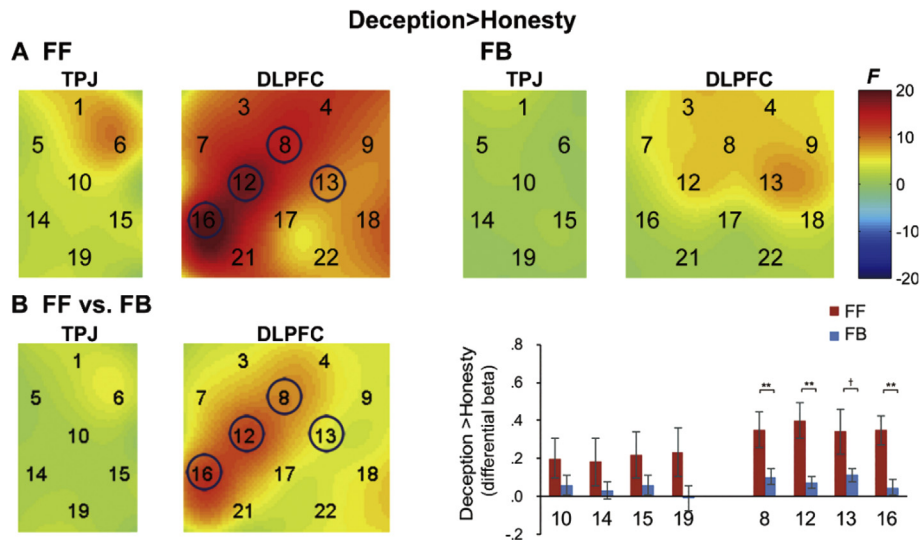 Deception>Honesty
A FF
FB
TPJ
DLPFC
TPJ
DLPFC
F
1
3 4
1
3 4
20
5 6
7 8 9
5 6
7 8 9
10
10
12 13
10
12 13
0
14 15
16 17 18
14 15
16 17 18
-10
19
21 22
19
21 22
-20
B FF vs. FB
TPJ
DLPFC
1
3 4
5 6
7 8 9
10
12 13
14 15
16 17 18
19
21 22
FF
FB
Deception >Honesty
(differential beta)
.8
.6
.4
.2
.0
-.2
** ** † **
10 14 15 19 8 12 13 16